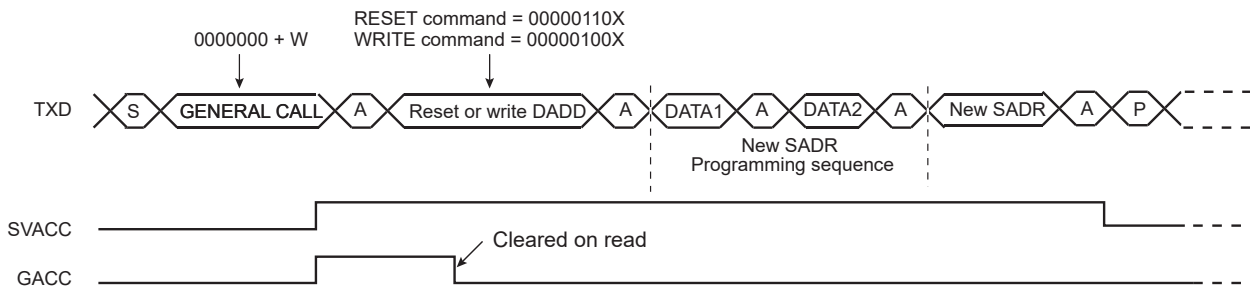 RESET command = 00000110X
0000000 + W WRITE command = 00000100X
TXD S GENERAL CALL A Reset or write DADD A DATA1 A DATA2 A New SADR A P
New SADR
Programming sequence
SVACC
Cleared on read
GACC